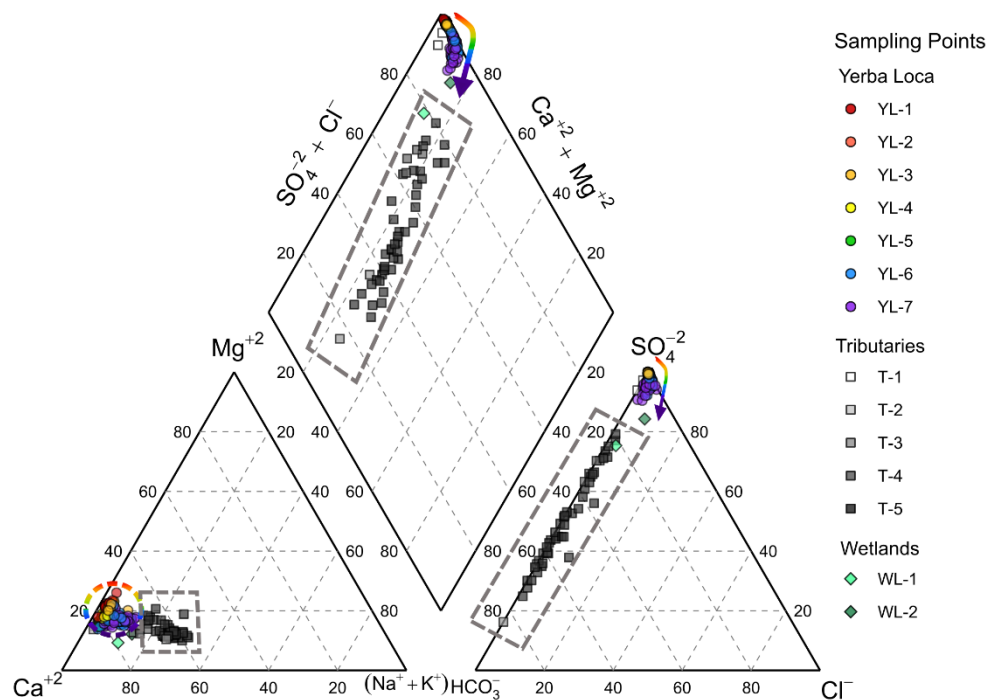 80
60
40
20
SO₄⁻² + Cl⁻
80
60
40
20
Ca⁺² + Mg⁺²
20
40
60
80
20
40
60
80
Mg⁺²
80
60
40
20
20
40
60
80
Ca⁺²
80
60
40
20
(Na⁺ + K⁺)
SO₄⁻²
20
40
60
80
80
60
40
20
HCO₃⁻
20
40
60
80
Cl⁻
Sampling Points
Yerba Loca
YL-1
YL-2
YL-3
YL-4
YL-5
YL-6
YL-7
Tributaries
T-1
T-2
T-3
T-4
T-5
Wetlands
WL-1
WL-2